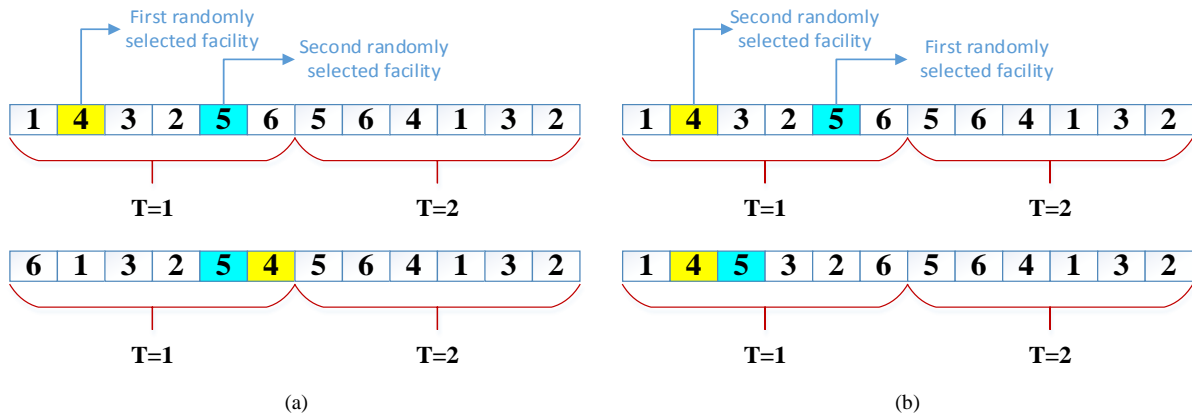 First randomly
selected facility
Second randomly
selected facility
1 4 3 2 5 6 5 6 4 1 3 2
T=1 T=2
6 1 3 2 5 4 5 6 4 1 3 2
T=1 T=2
(a)
Second randomly
selected facility
First randomly
selected facility
1 4 3 2 5 6 5 6 4 1 3 2
T=1 T=2
1 4 5 3 2 6 5 6 4 1 3 2
T=1 T=2
(b)